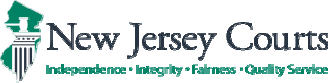 New Jersey Courts
Independence • Integrity • Fairness • Quality Service